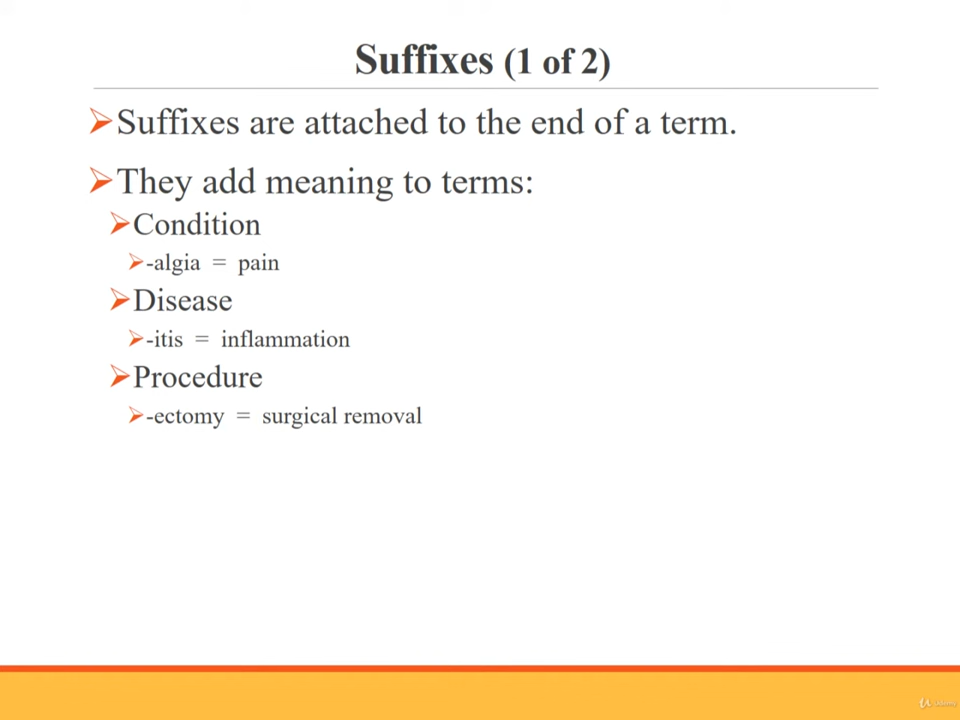 Suffixes (1 of 2)
Suffixes are attached to the end of a term.
They add meaning to terms:
Condition
-algia = pain
Disease
-itis = inflammation
Procedure
-ectomy = surgical removal
Udemy